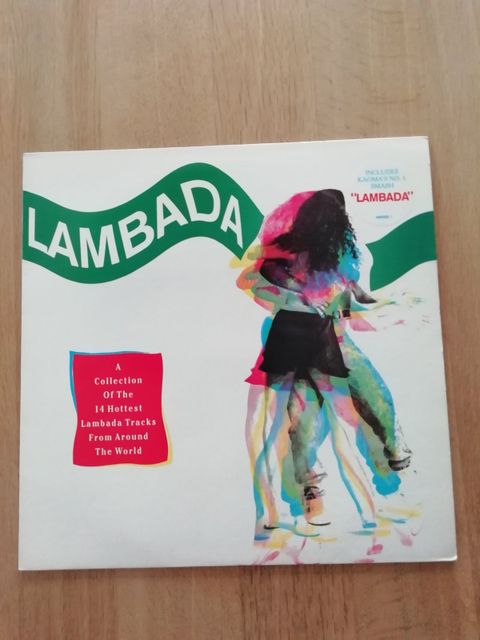 LAMBADA
INCLUDES
KAOMA'S NO. 1
SMASH
"LAMBADA"
A
Collection
Of The
14 Hottest
Lambada Tracks
From Around
The World